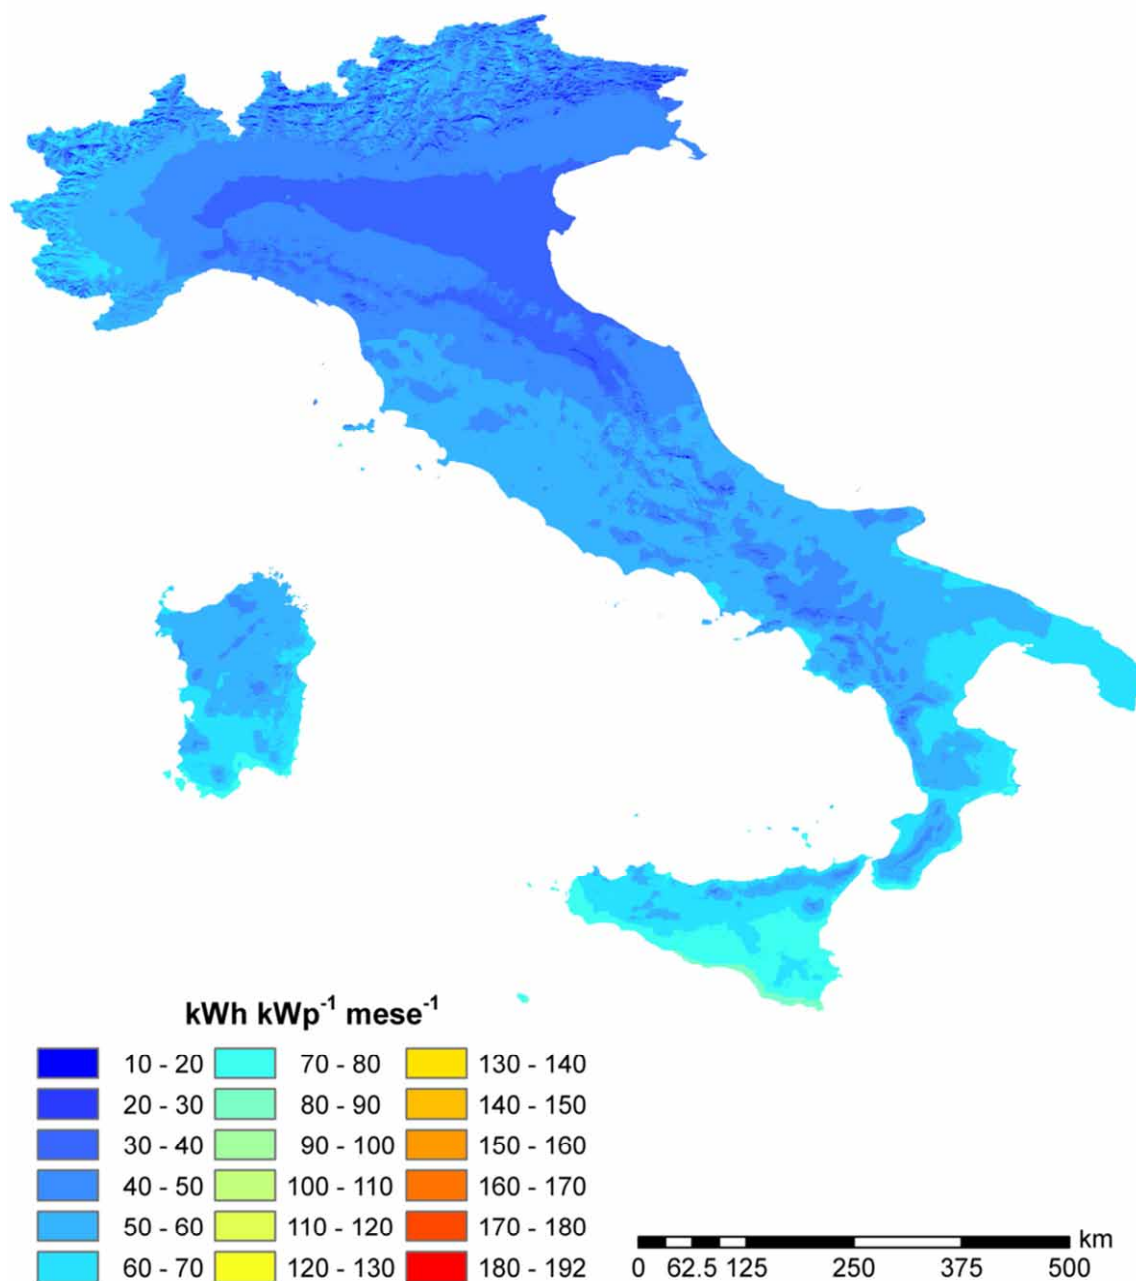 kWh kWp-1 mese-1
10 - 20 70 - 80 130 - 140
20 - 30 80 - 90 140 - 150
30 - 40 90 - 100 150 - 160
40 - 50 100 - 110 160 - 170
50 - 60 110 - 120 170 - 180
60 - 70 120 - 130 180 - 192
km
0 62.5 125 250 375 500